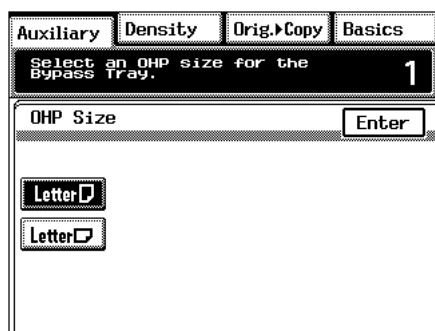 Auxiliary Density Orig.▸Copy Basics
Select an OHP size for the
Bypass Tray.
1
OHP Size Enter
Letter
Letter